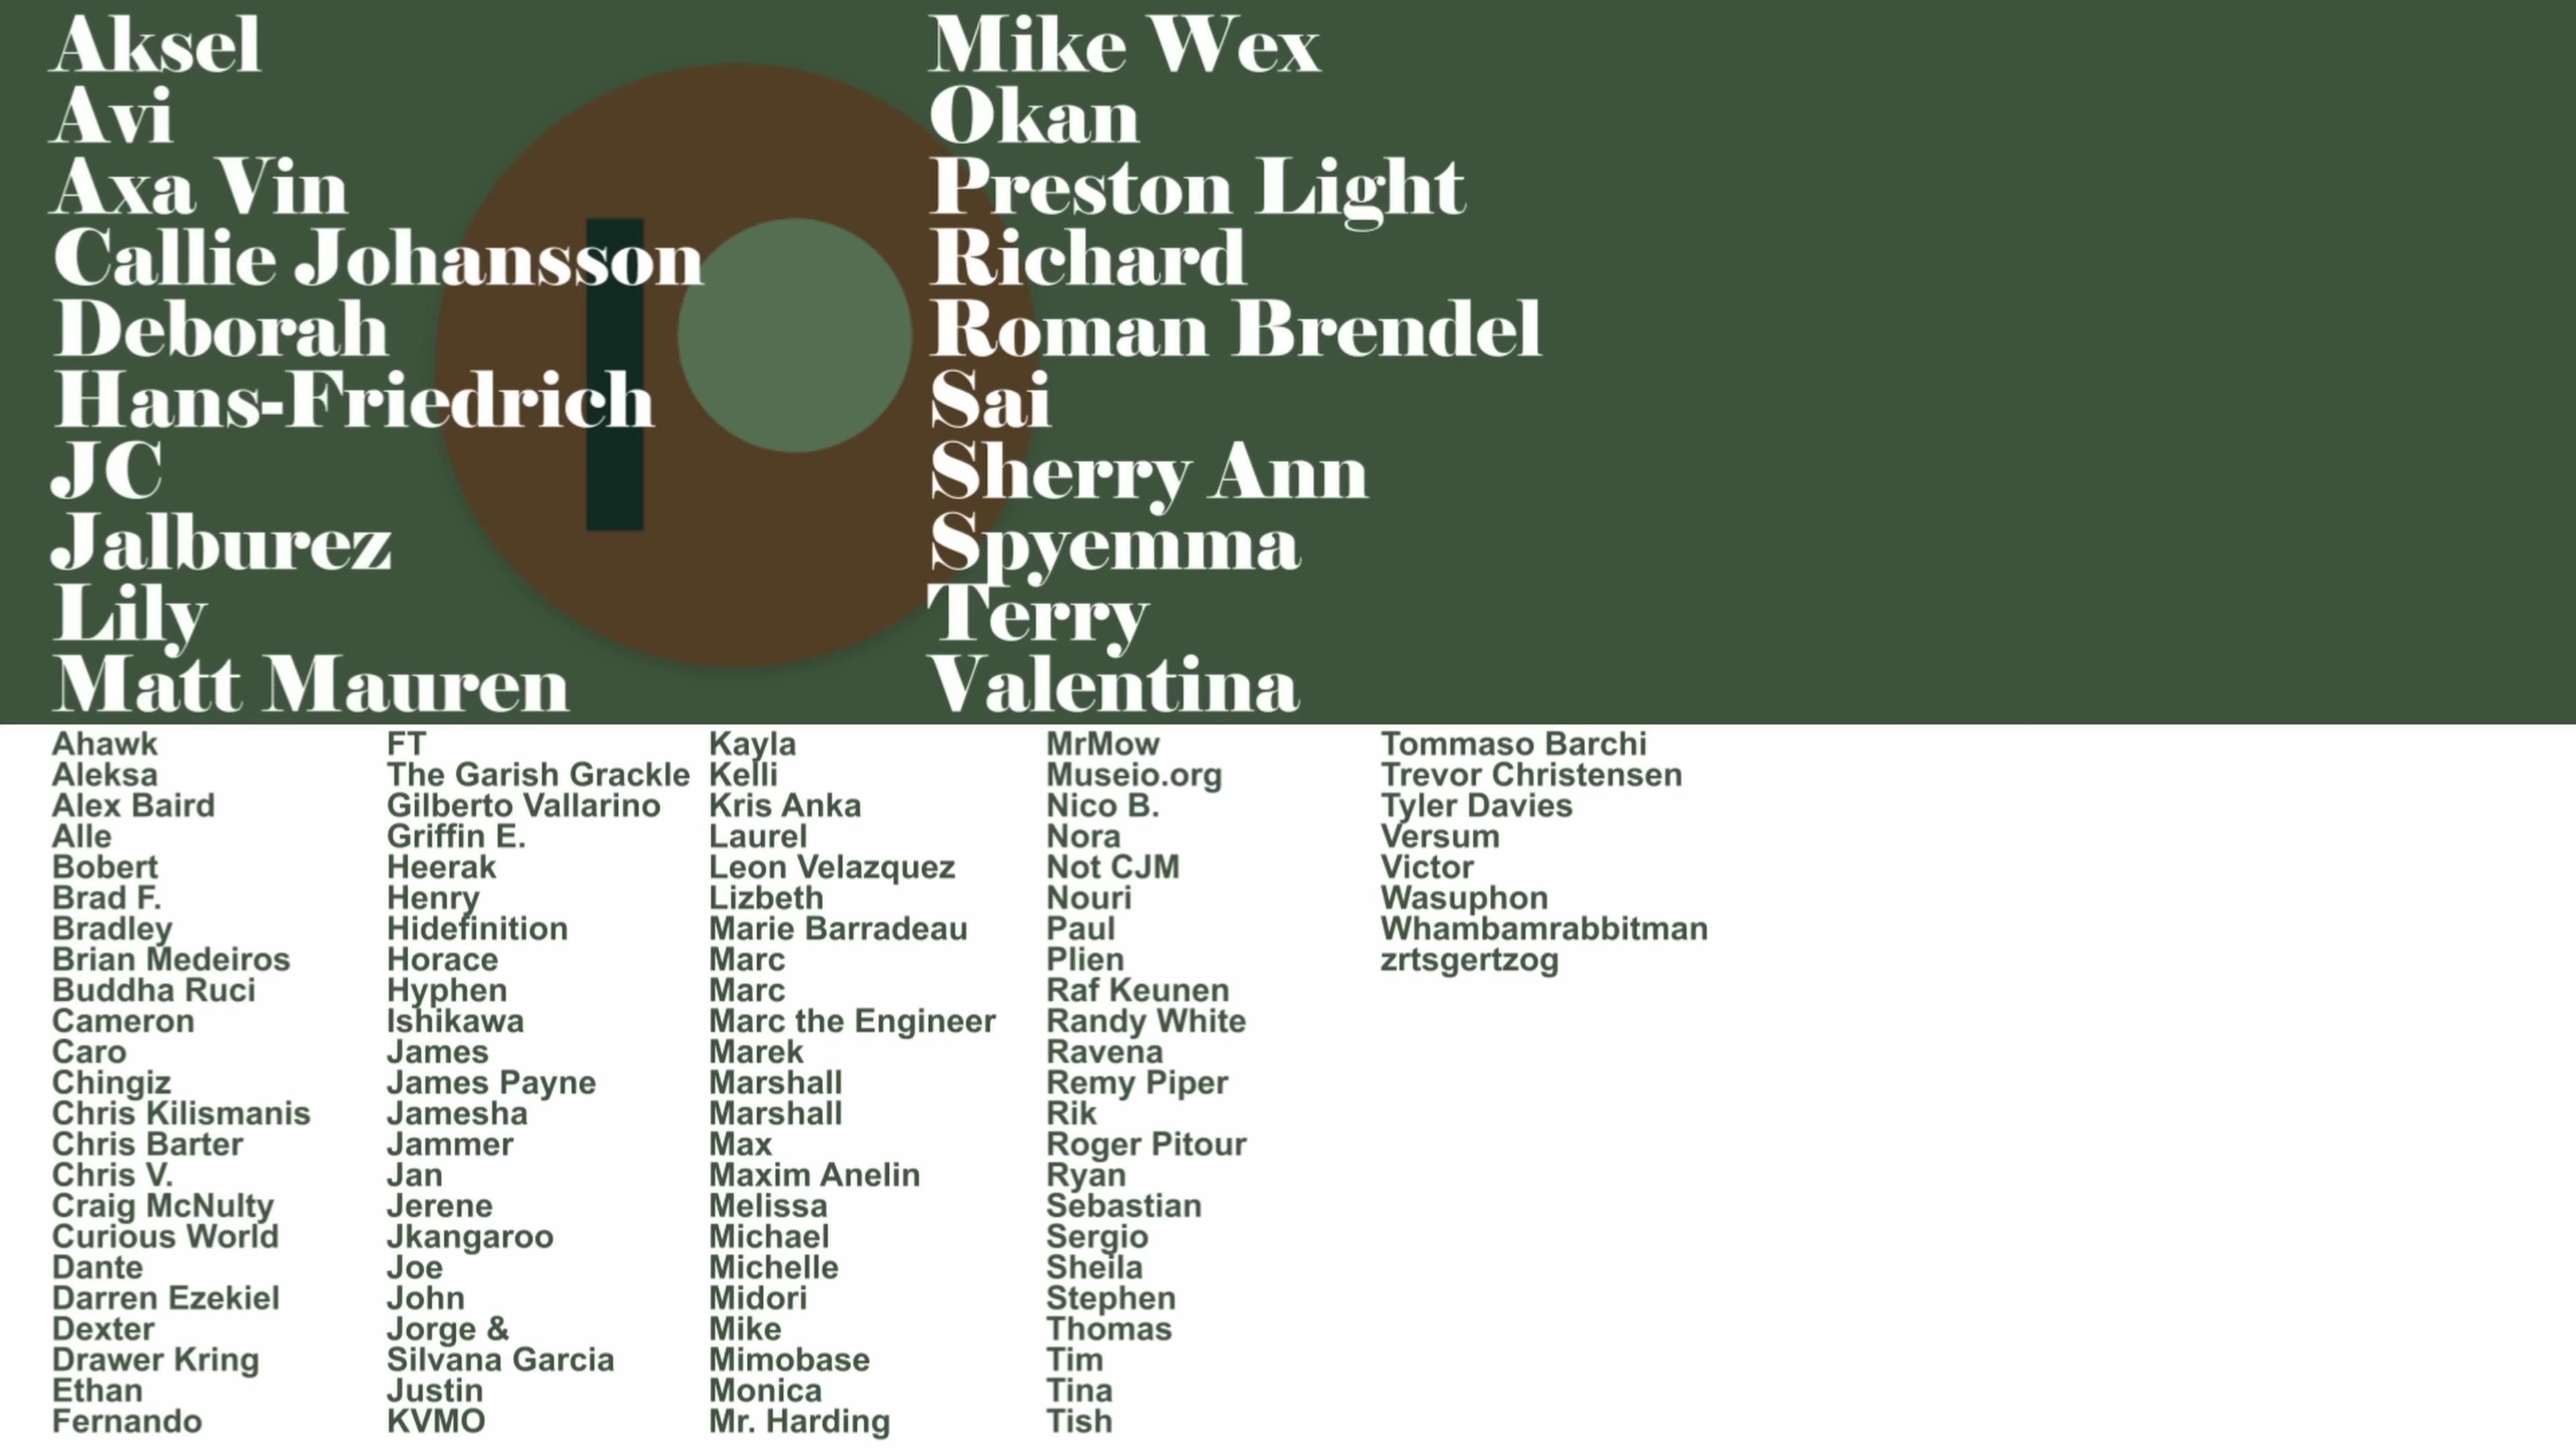 Aksel
Avi
Axa Vin
Callie Johansson
Deborah
Hans-Friedrich
JC
Jalburez
Lily
Matt Mauren
Mike Wex
Okan
Preston Light
Richard
Roman Brendel
Sai
Sherry Ann
Spyemma
Terry
Valentina
Ahawk
Aleksa
Alex Baird
Alle
Bobert
Brad F.
Bradley
Brian Medeiros
Buddha Ruci
Cameron
Caro
Chingiz
Chris Kilismanis
Chris Barter
Chris V.
Craig McNulty
Curious World
Dante
Darren Ezekiel
Dexter
Drawer Kring
Ethan
Fernando
FT
The Garish Grackle
Gilberto Vallarino
Griffin E.
Heerak
Henry
Hidefinition
Horace
Hyphen
Ishikawa
James
James Payne
Jamesha
Jammer
Jan
Jerene
Jkangaroo
Joe
John
Jorge &
Silvana Garcia
Justin
KVMO
Kayla
Kelli
Kris Anka
Laurel
Leon Velazquez
Lizbeth
Marie Barradeau
Marc
Marc
Marc the Engineer
Marek
Marshall
Marshall
Max
Maxim Anelin
Melissa
Michael
Michelle
Midori
Mike
Mimobase
Monica
Mr. Harding
MrMow
Museio.org
Nico B.
Nora
Not CJM
Nouri
Paul
Plien
Raf Keunen
Randy White
Ravena
Remy Piper
Rik
Roger Pitour
Ryan
Sebastian
Sergio
Sheila
Stephen
Thomas
Tim
Tina
Tish
Tommaso Barchi
Trevor Christensen
Tyler Davies
Versum
Victor
Wasuphon
Whambamrabbitman
zrtsgertzog